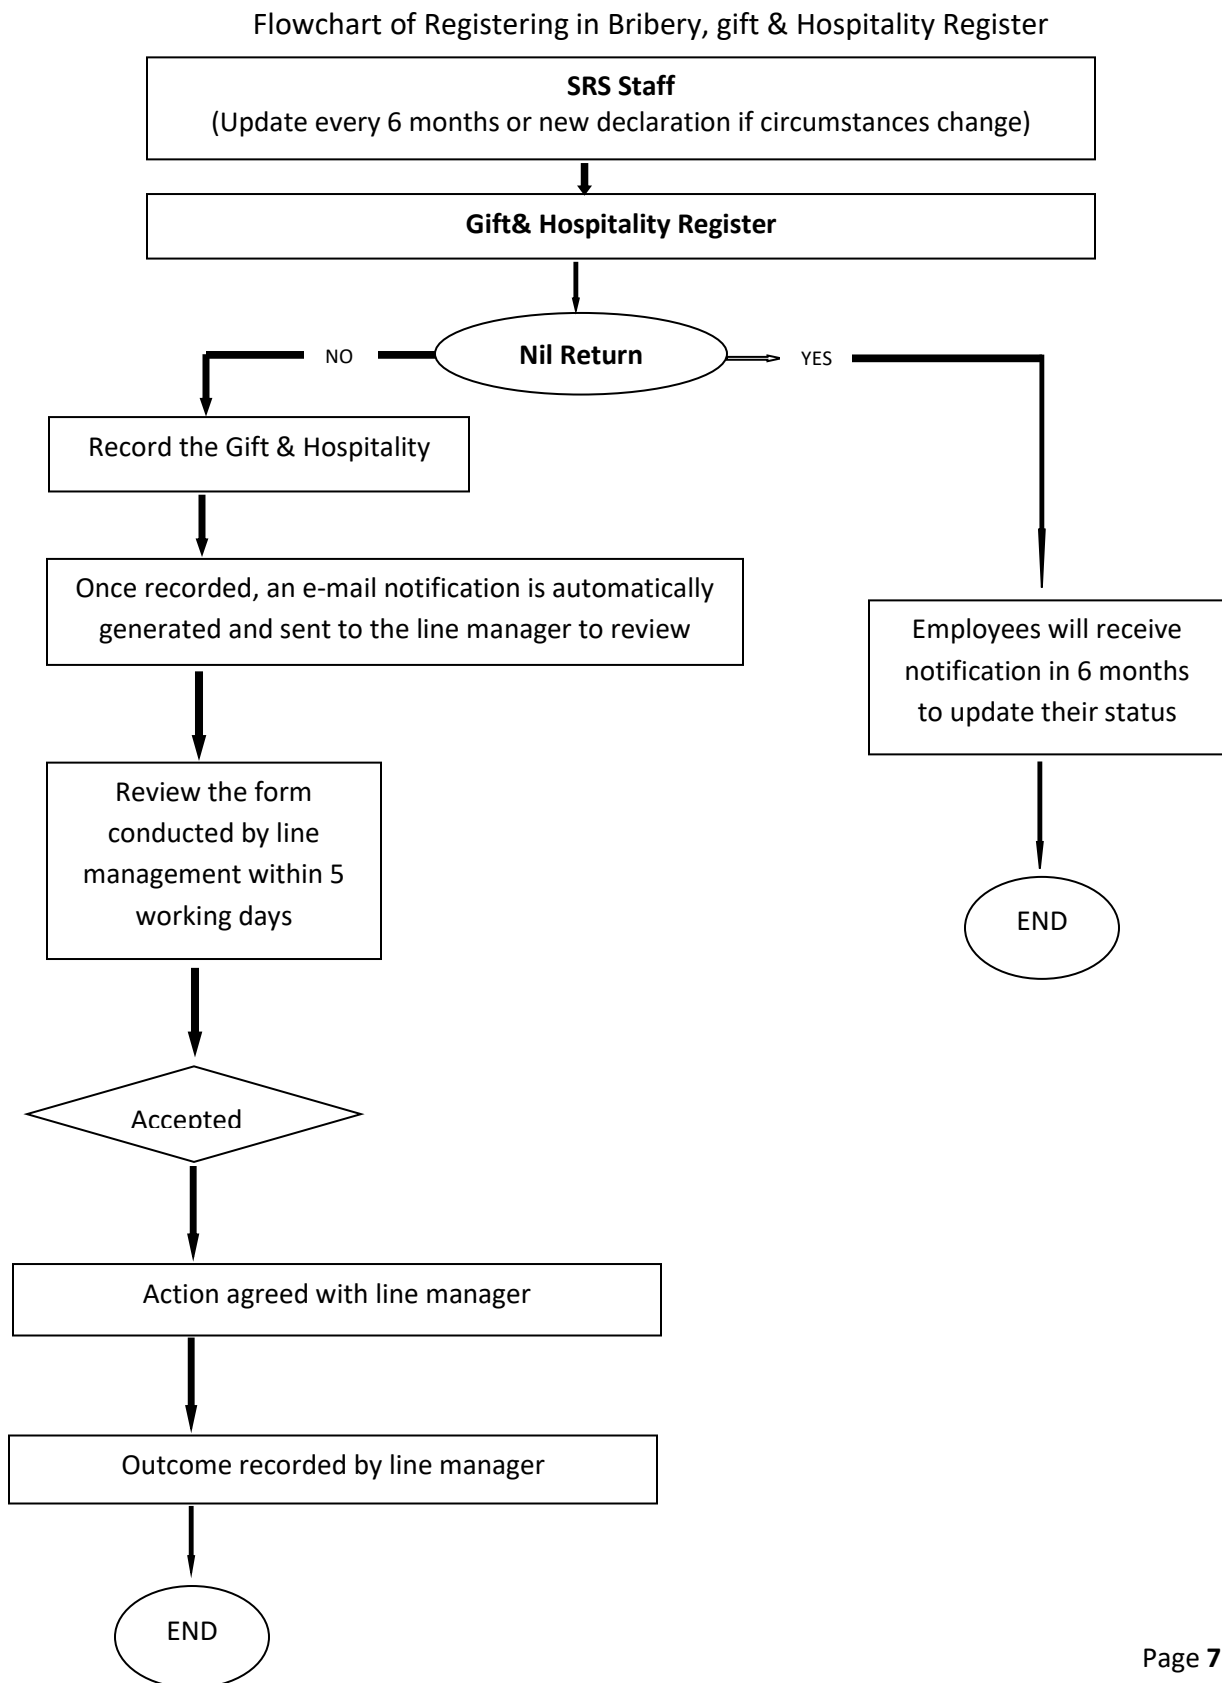 Flowchart of Registering in Bribery, gift & Hospitality Register
SRS Staff
(Update every 6 months or new declaration if circumstances change)
Gift& Hospitality Register
Nil Return
NO
YES
Record the Gift & Hospitality
Once recorded, an e-mail notification is automatically
generated and sent to the line manager to review
Employees will receive
notification in 6 months
to update their status
Review the form
conducted by line
management within 5
working days
END
Accepted
Action agreed with line manager
Outcome recorded by line manager
END
Page 7